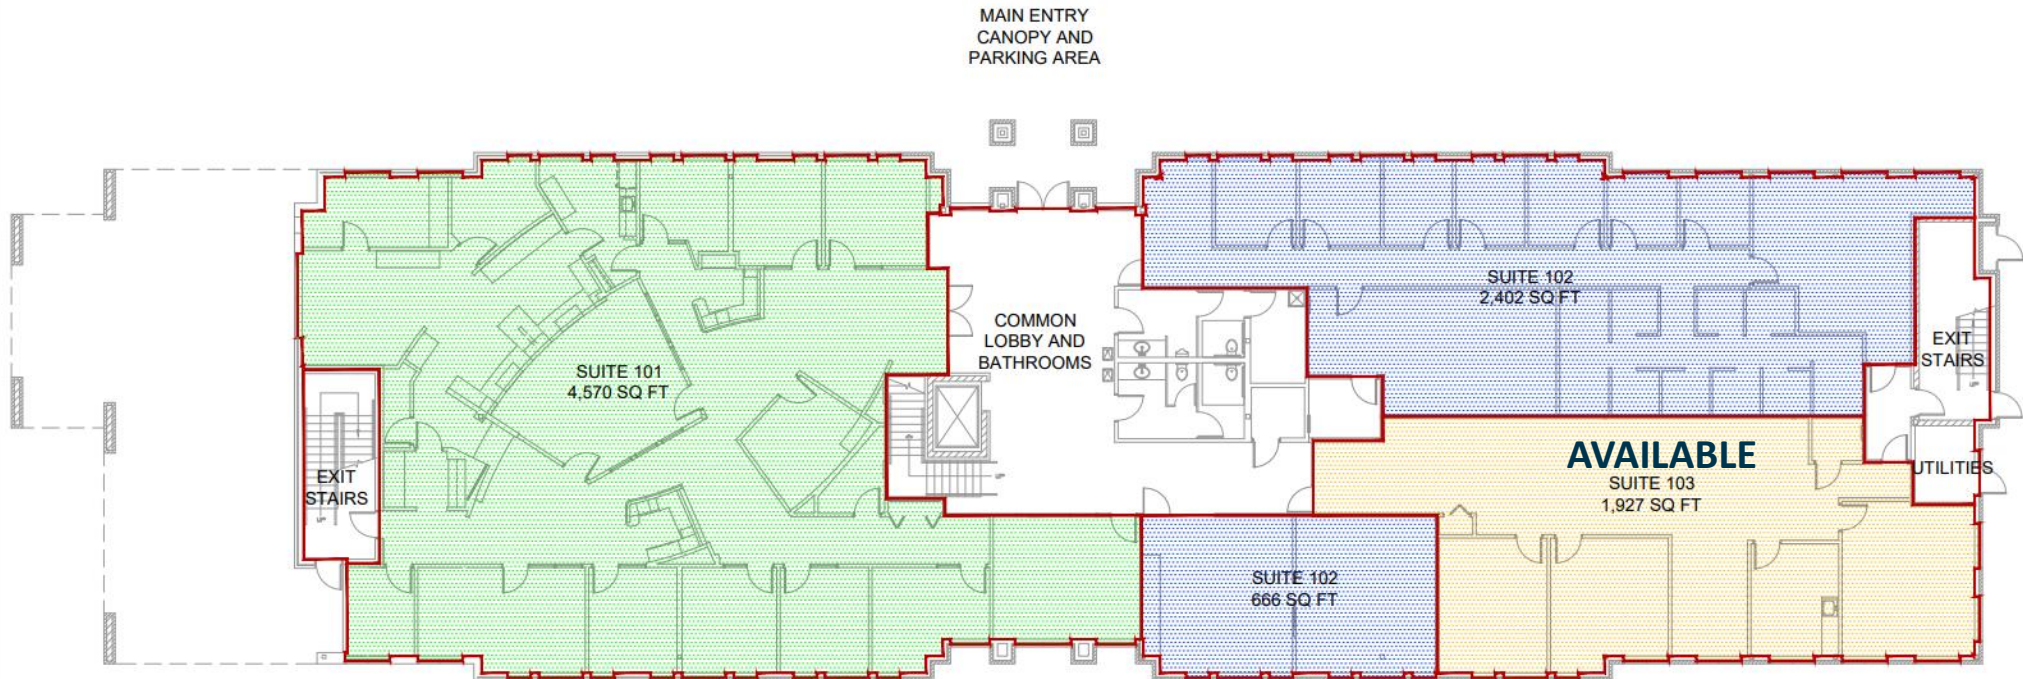 MAIN ENTRY
CANOPY AND
PARKING AREA
SUITE 102
2,402 SQ FT
COMMON
LOBBY AND
BATHROOMS
EXIT
STAIRS
SUITE 101
4,570 SQ FT
AVAILABLE
SUITE 103
1,927 SQ FT
UTILITIES
EXIT
STAIRS
SUITE 102
666 SQ FT